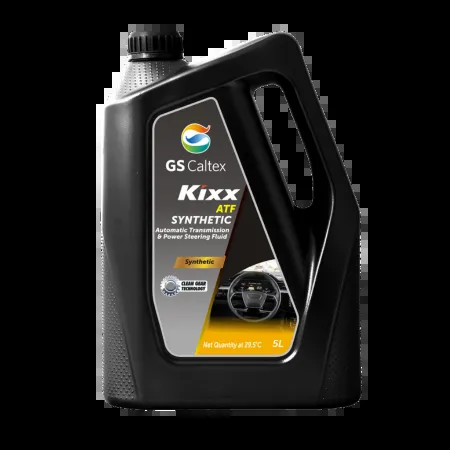 GS Caltex
Kixx
ATF
SYNTHETIC
Automatic Transmission
& Power Steering Fluid
Synthetic
CLEAN GEAR
TECHNOLOGY
Net Quantity at 29.5°C 5L